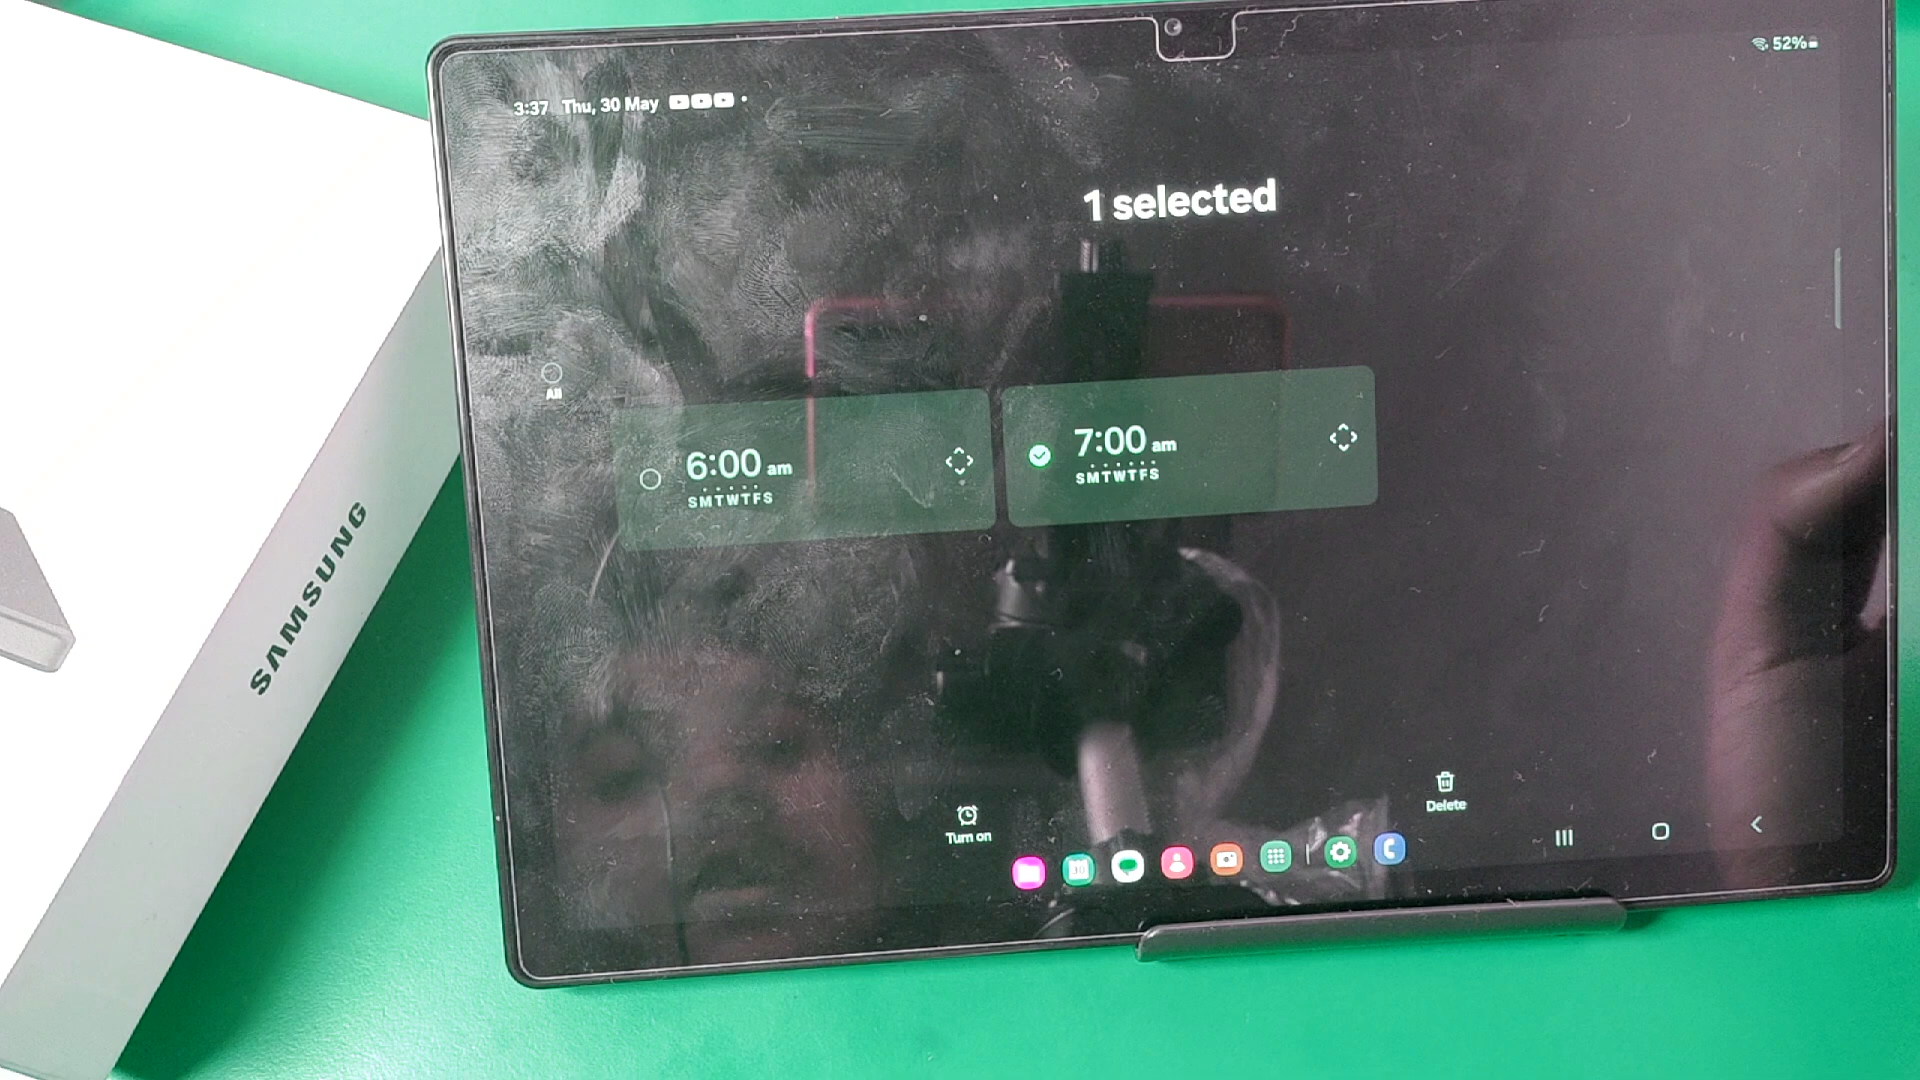 3:37 Thu, 30 May
52%
1 selected
All
6:00 am
SMTWTFS
7:00 am
SMTWTFS
Turn on
Delete
30
SAMSUNG